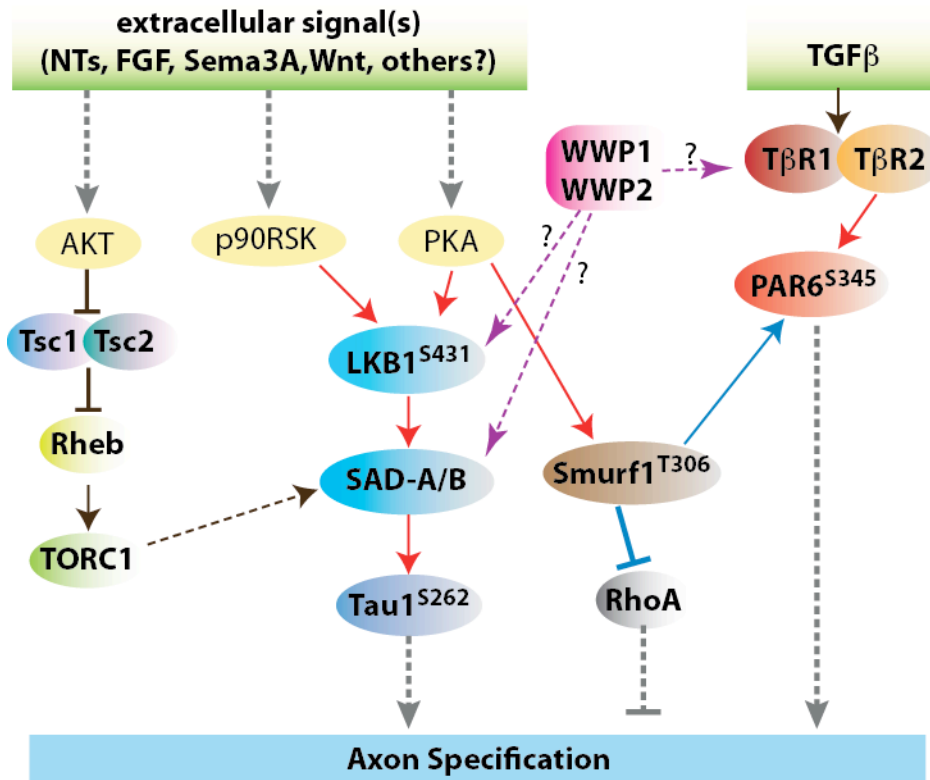 extracellular signal(s)
(NTs, FGF, Sema3A,Wnt, others?)
TGFβ
WWP1
WWP2
?
TβR1
TβR2
AKT
p90RSK
PKA
?
?
PAR6S345
Tsc1
Tsc2
LKB1S431
Rheb
SAD-A/B
Smurf1T306
TORC1
Tau1S262
RhoA
Axon Specification